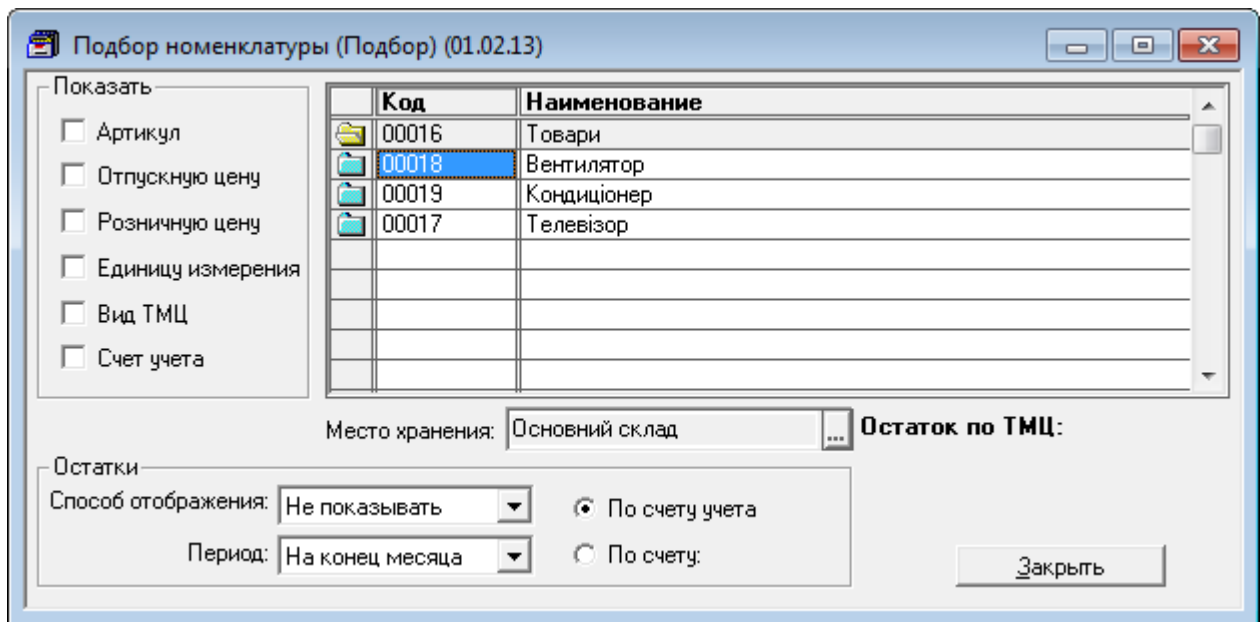 Подбор номенклатуры (Подбор) (01.02.13)
Показать
Артикул
Отпускную цену
Розничную цену
Единицу измерения
Вид ТМЦ
Счет учета
Код Наименование
00016 Товари
00018 Вентилятор
00019 Кондиціонер
00017 Телевізор
Место хранения: Основний склад ... Остаток по ТМЦ:
Остатки
Способ отображения: Не показывать По счету учета
Период: На конец месяца По счету:
Закрыть